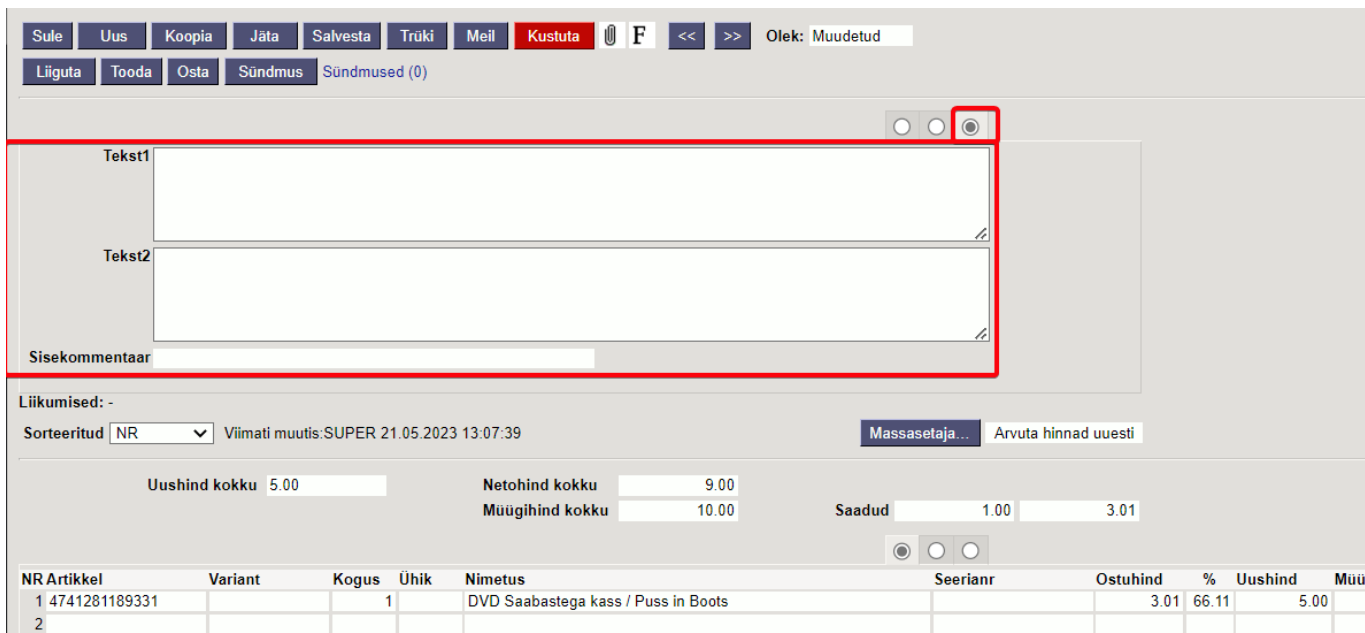 Sule Uus Koopia Jäta Salvesta Trüki Meil Kustuta F << >> Olek: Muudetud
Liiguta Tooda Osta Sündmus Sündmused (0)
Tekst1
Tekst2
Sisekommentaar
Liikumised: -
Sorteeritud NR Viimati muutis:SUPER 21.05.2023 13:07:39 Massasetaja... Arvuta hinnad uuesti
Uushind kokku 5.00 Netohind kokku 9.00
Müügihind kokku 10.00 Saadud 1.00 3.01
NR Artikkel Variant Kogus Ühik Nimetus Seerianr Ostuhind % Uushind Müü
1 4741281189331 1 DVD Saabastega kass / Puss in Boots 3.01 66.11 5.00
2